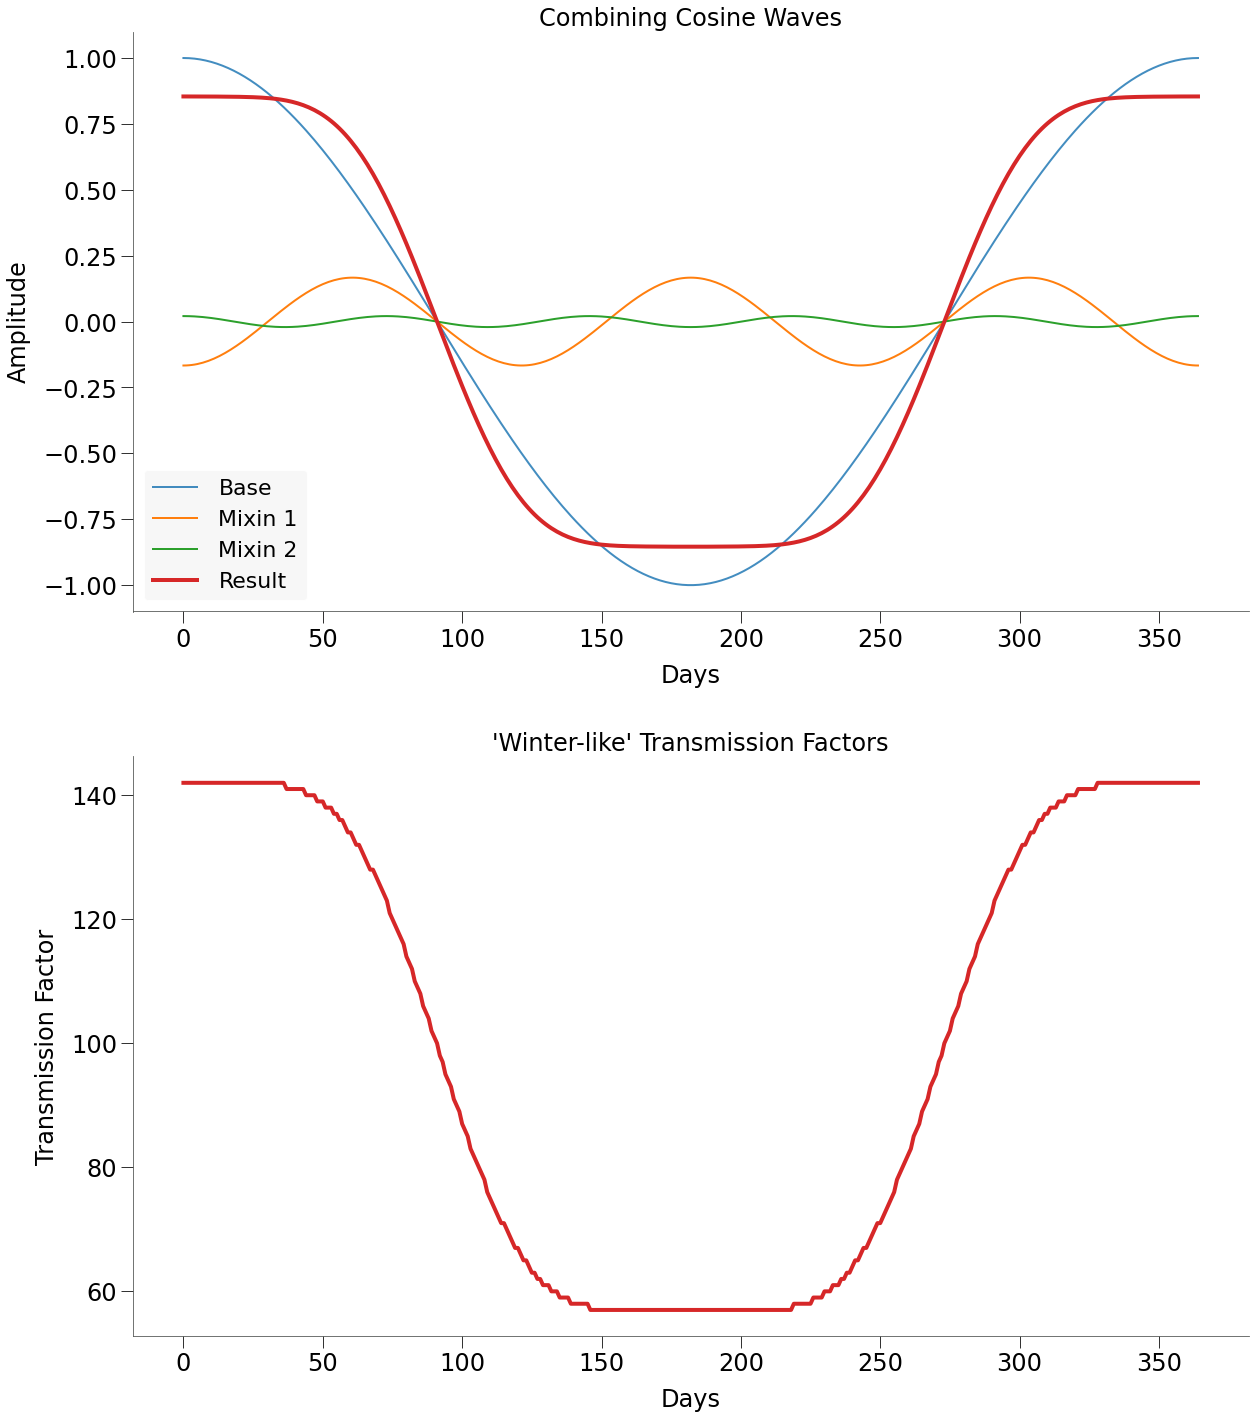 Combining Cosine Waves
Amplitude
1.00
0.75
0.50
0.25
0.00
−0.25
−0.50
−0.75
−1.00
Base
Mixin 1
Mixin 2
Result
0 50 100 150 200 250 300 350
Days
'Winter-like' Transmission Factors
Transmission Factor
140
120
100
80
60
0 50 100 150 200 250 300 350
Days